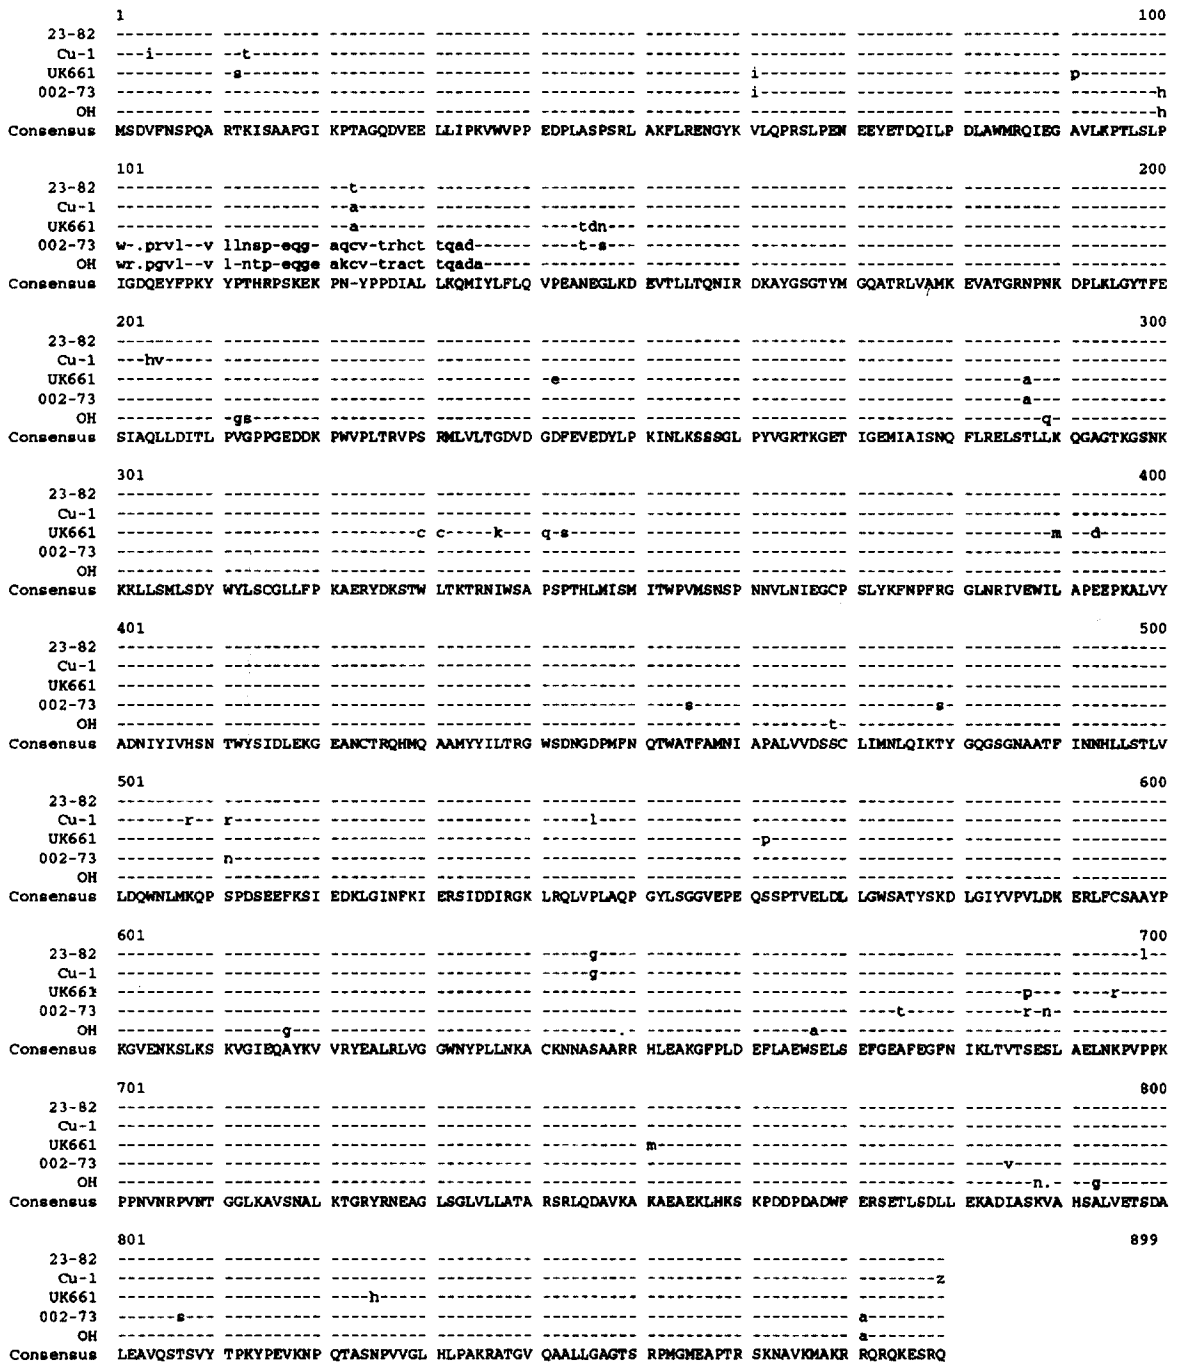 1 100
23-82 ---------- ---------- ---------- ---------- ---------- ---------- ---------- ---------- ---------- ----------
Cu-1 ---i------ --t------- ---------- ---------- ---------- ---------- ---------- ---------- ---------- ----------
UK661 ---------- -s-------- ---------- ---------- ---------- ---------- i--------- ---------- ---------- p---------
002-73 ---------- ---------- ---------- ---------- ---------- ---------- i--------- ---------- ---------- ---------h
OH ---------- ---------- ---------- ---------- ---------- ---------- ---------- ---------- ---------- ---------h
Consensus MSDVFNSPQA RTKISAAFGI KPTAGQDVEE LLIPKVWVPP EDPLASPSRL AKFLRENGYK VLQPRSLPEN EEYETDQILP DLAWMRQIEG AVLKPTLSLP
101 200
23-82 ---------- ---------- --t------- ---------- ---------- ---------- ---------- ---------- ---------- ----------
Cu-1 ---------- ---------- --a------- ---------- ---------- ---------- ---------- ---------- ---------- ----------
UK661 ---------- ---------- --a------- ---------- ----tdn--- ---------- ---------- ---------- ---------- ----------
002-73 w-.prvl--v llnsp-eqg- aqcv-trhct tqad------ ----t-s--- ---------- ---------- ---------- ---------- ----------
OH wr.pgvl--v l-ntp-eqge akcv-tract tqada----- ---------- ---------- ---------- ---------- ---------- ----------
Consensus IGDQEYFPKY YPTHRPSKEK PN-YPPDIAL LKQMIYLFLQ VPEANEGLKD EVTLLTQNIR DKAYGSGTYM GQATRLVAMK EVATGRNPNK DPLKLGYTFE
201 300
23-82 ---------- ---------- ---------- ---------- ---------- ---------- ---------- ---------- ---------- ----------
Cu-1 ---hv----- ---------- ---------- ---------- ---------- ---------- ---------- ---------- ---------- ----------
UK661 ---------- ---------- ---------- ---------- -e-------- ---------- ---------- ---------- ------a--- ----------
002-73 ---------- ---------- ---------- ---------- ---------- ---------- ---------- ---------- ------a--- ----------
OH ---------- -gs------- ---------- ---------- ---------- ---------- ---------- ---------- --------q- ----------
Consensus SIAQLLDITL PVGPPGEDDK PWVPLTRVPS RMLVLTGDVD GDFEVEDYLP KINLKSSSGL PYVGRTKGET IGEMIAISNQ FLRELSTLLK QGAGTKGSNK
301 400
23-82 ---------- ---------- ---------- ---------- ---------- ---------- ---------- ---------- ---------- ----------
Cu-1 ---------- ---------- ---------- ---------- ---------- ---------- ---------- ---------- ---------- ----------
UK661 ---------- ---------- ---------c c-----k--- q-s------- ---------- ---------- ---------- ---------m --d-------
002-73 ---------- ---------- ---------- ---------- ---------- ---------- ---------- ---------- ---------- ----------
OH ---------- ---------- ---------- ---------- ---------- ---------- ---------- ---------- ---------- ----------
Consensus KKLLSMLSDY WYLSCGLLFP KAERYDKSTW LTKTRNIWSA PSPTHLMISM ITWPVMSNSP NNVLNIEGCP SLYKFNPFRG GLNRIVEWIL APEEPKALVY
401 500
23-82 ---------- ---------- ---------- ---------- ---------- ---------- ---------- ---------- ---------- ----------
Cu-1 ---------- ---------- ---------- ---------- ---------- ---------- ---------- ---------- ---------- ----------
UK661 ---------- ---------- ---------- ---------- ---------- ---------- ---------- ---------- ---------- ----------
002-73 ---------- ---------- ---------- ---------- ---------- ----s----- ---------- --------s- ---------- ----------
OH ---------- ---------- ---------- ---------- ---------- ---------- --------t- ---------- ---------- ----------
Consensus ADNIYIVHSN TWYSIDLEKG EANCTRQHMQ AAMYYILTRG WSDNGDPMFN QTWATFAMNI APALVVDSSC LIMNLQIKTY GQGSGNAATF INNHLLSTLV
501 600
23-82 ---------- ---------- ---------- ---------- ---------- ---------- ---------- ---------- ---------- ----------
Cu-1 -------r-- r--------- ---------- ---------- -----l---- ---------- ---------- ---------- ---------- ----------
UK661 ---------- ---------- ---------- ---------- ---------- ---------- -p-------- ---------- ---------- ----------
002-73 ---------- n--------- ---------- ---------- ---------- ---------- ---------- ---------- ---------- ----------
OH ---------- ---------- ---------- ---------- ---------- ---------- ---------- ---------- ---------- ----------
Consensus LDQWNLMKQP SPDSEEFKSI EDKLGINFKI ERSIDDIRGK LRQLVPLAQP GYLSGGVEPE QSSPTVELDL LGWSATYSKD LGIYVPVLDK ERLFCSAAYP
601 700
23-82 ---------- ---------- ---------- ---------- -----g---- ---------- ---------- ---------- ---------- -------l--
Cu-1 ---------- ---------- ---------- ---------- -----g---- ---------- ---------- ---------- ---------- ----------
UK661 ---------- ---------- ---------- ---------- ---------- ---------- ---------- ---------- ------p--- ----r-----
002-73 ---------- ---------- ---------- ---------- ---------- ---------- ---------- ----t----- ------r-n- ----------
OH ---------- ------g--- ---------- ---------- --------.- ---------- ------a--- ---------- ---------- ----------
Consensus KGVENKSLKS KVGIEQAYKV VRYEALRLVG GWNYPLLNKA CKNNASAARR HLEAKGFPLD EFLAEWSELS EFGEAFEGFN IKLTVTSESL AELNKPVPPK
701 800
23-82 ---------- ---------- ---------- ---------- ---------- ---------- ---------- ---------- ---------- ----------
Cu-1 ---------- ---------- ---------- ---------- ---------- ---------- ---------- ---------- ---------- ----------
UK661 ---------- ---------- ---------- ---------- ---------- m--------- ---------- ---------- ---------- ----------
002-73 ---------- ---------- ---------- ---------- ---------- ---------- ---------- ---------- ----v----- ----------
OH ---------- ---------- ---------- ---------- ---------- ---------- ---------- ---------- -------n.- --g-------
Consensus PPNVNRPVNT GGLKAVSNAL KTGRYRNEAG LSGLVLLATA RSRLQDAVKA KAEAEKLHKS KPDDPDADWF ERSETLSDLL EKADIASKVA HSALVETSDA
801 899
23-82 ---------- ---------- ---------- ---------- ---------- ---------- ---------- ---------
Cu-1 ---------- ---------- ---------- ---------- ---------- ---------- ---------- --------z
UK661 ---------- ---------- ----h----- ---------- ---------- ---------- ---------- ---------
002-73 ------s--- ---------- ---------- ---------- ---------- ---------- ---------- a--------
OH ---------- ---------- ---------- ---------- ---------- ---------- ---------- a--------
Consensus LEAVQSTSVY TPKYPEVKNP QTASNPVVGL HLPAKRATGV QAALLGAGTS RPMGMEAPTR SKNAVKMAKR RQRQKESRQ